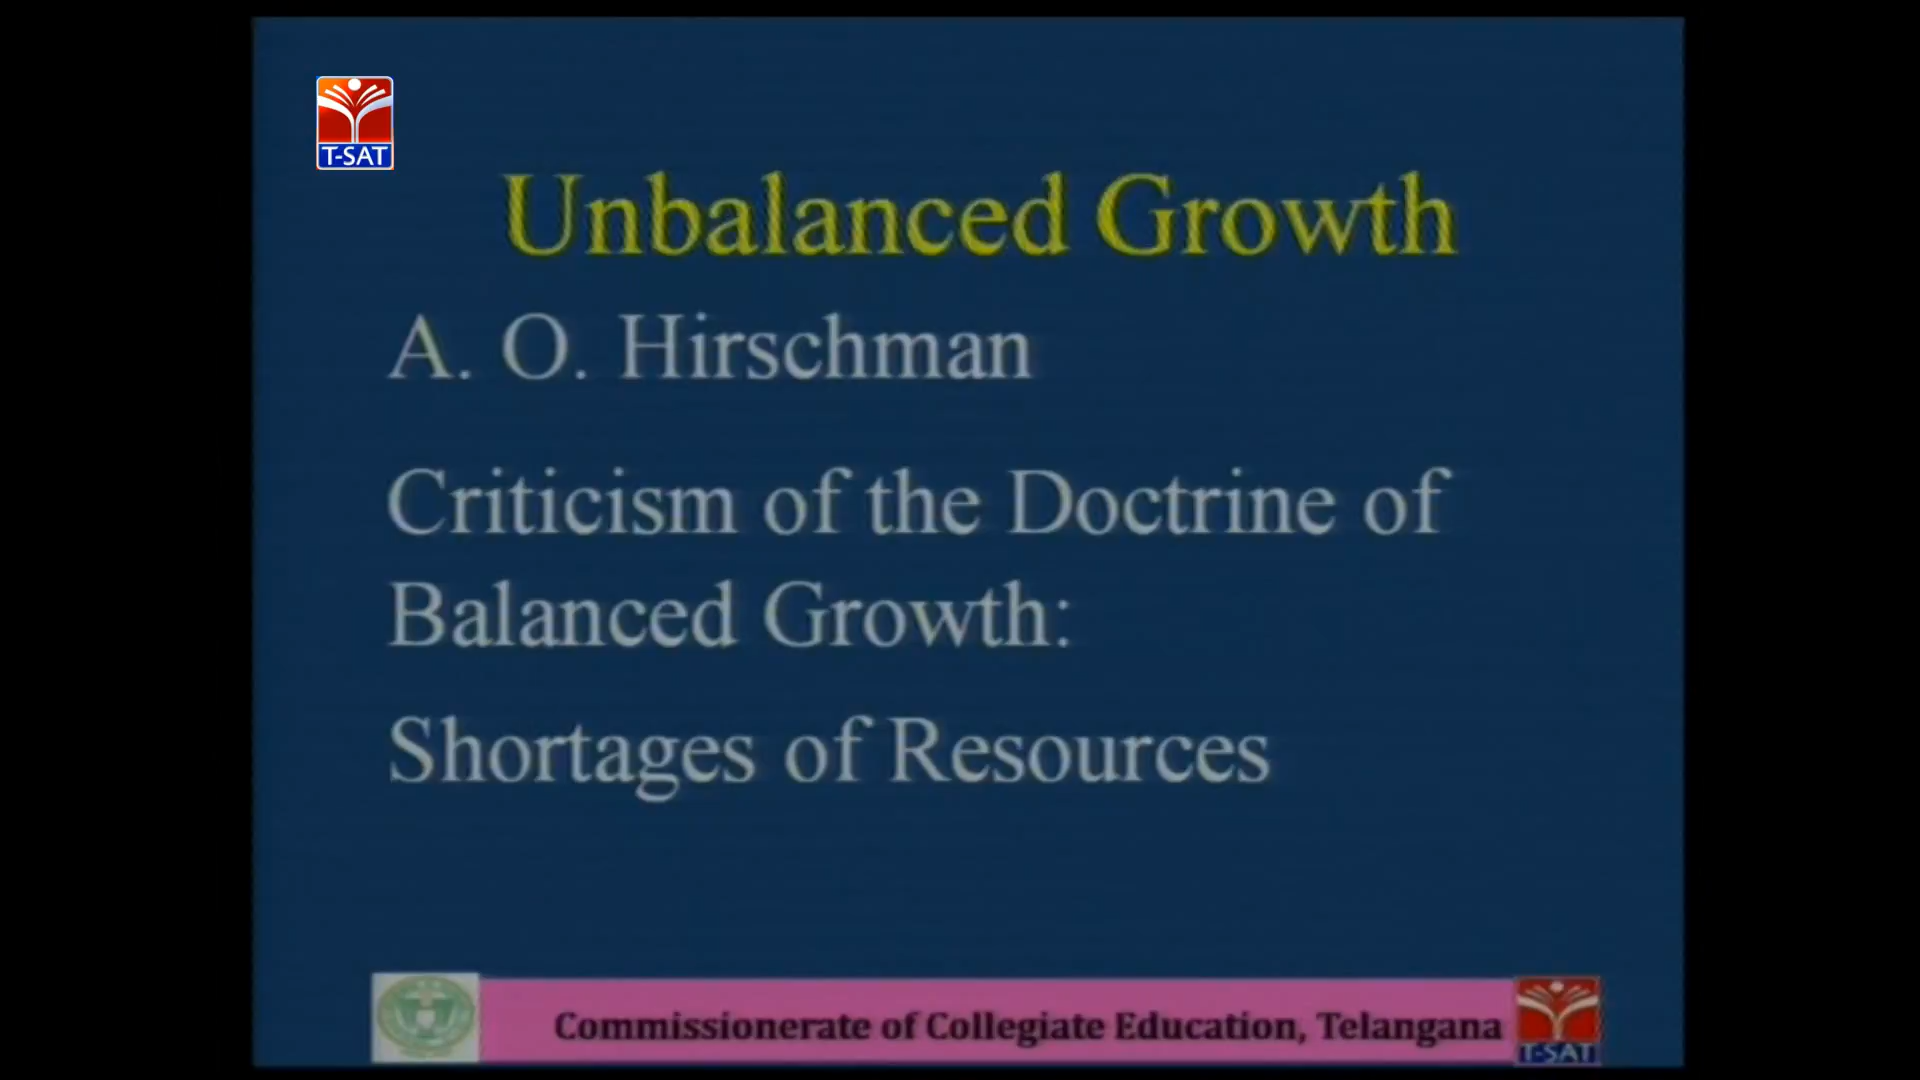 T-SAT
Unbalanced Growth
A. O. Hirschman
Criticism of the Doctrine of
Balanced Growth:
Shortages of Resources
Commissionerate of Collegiate Education, Telangana
T-SAT